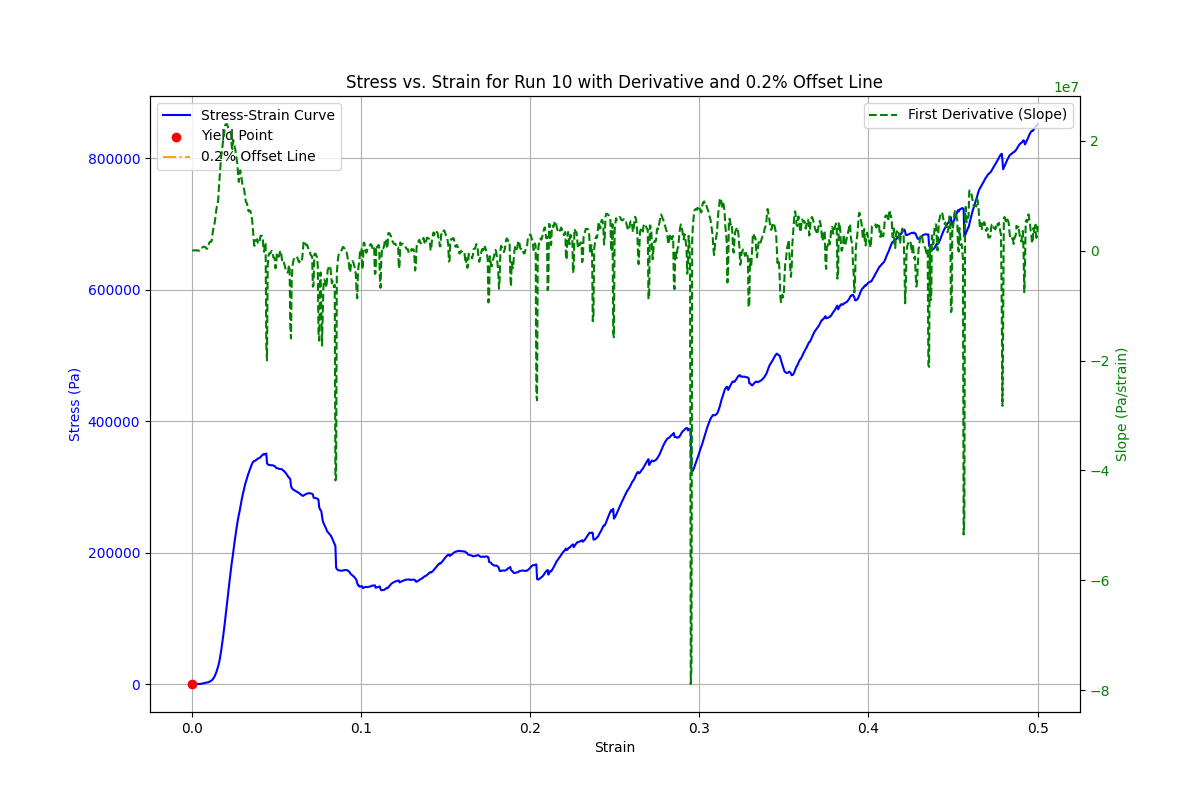 Stress vs. Strain for Run 10 with Derivative and 0.2% Offset Line
1e7
Stress-Strain Curve
Yield Point
0.2% Offset Line
First Derivative (Slope)
800000
600000
400000
200000
0
Stress (Pa)
2
0
−2
−4
−6
−8
Slope (Pa/strain)
0.0 0.1 0.2 0.3 0.4 0.5
Strain